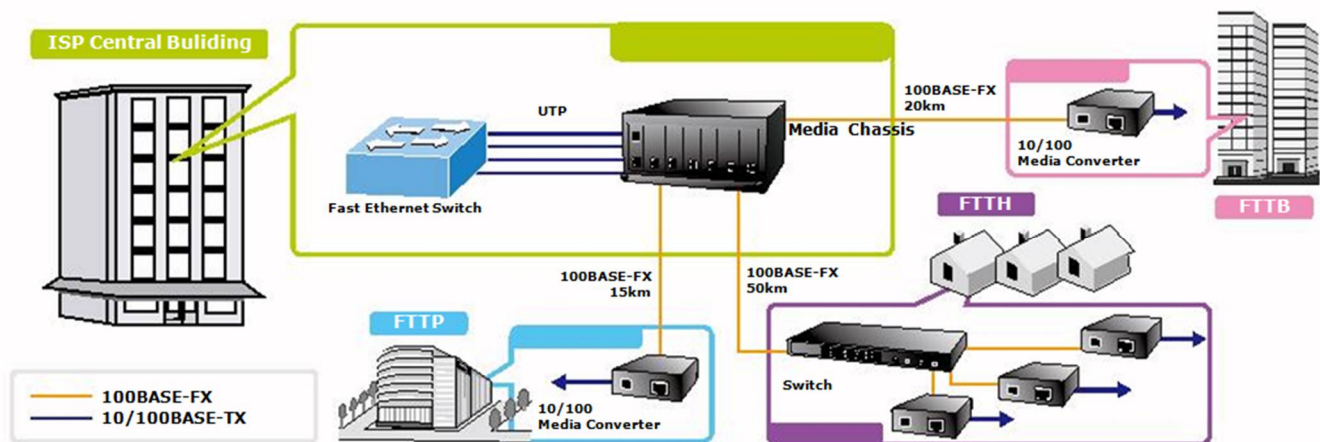 ISP Central Buliding
UTP
Fast Ethernet Switch
Media Chassis
100BASE-FX
20km
10/100
Media Converter
FTTB
FTTH
100BASE-FX
15km
100BASE-FX
50km
FTTP
10/100
Media Converter
Switch
100BASE-FX
10/100BASE-TX